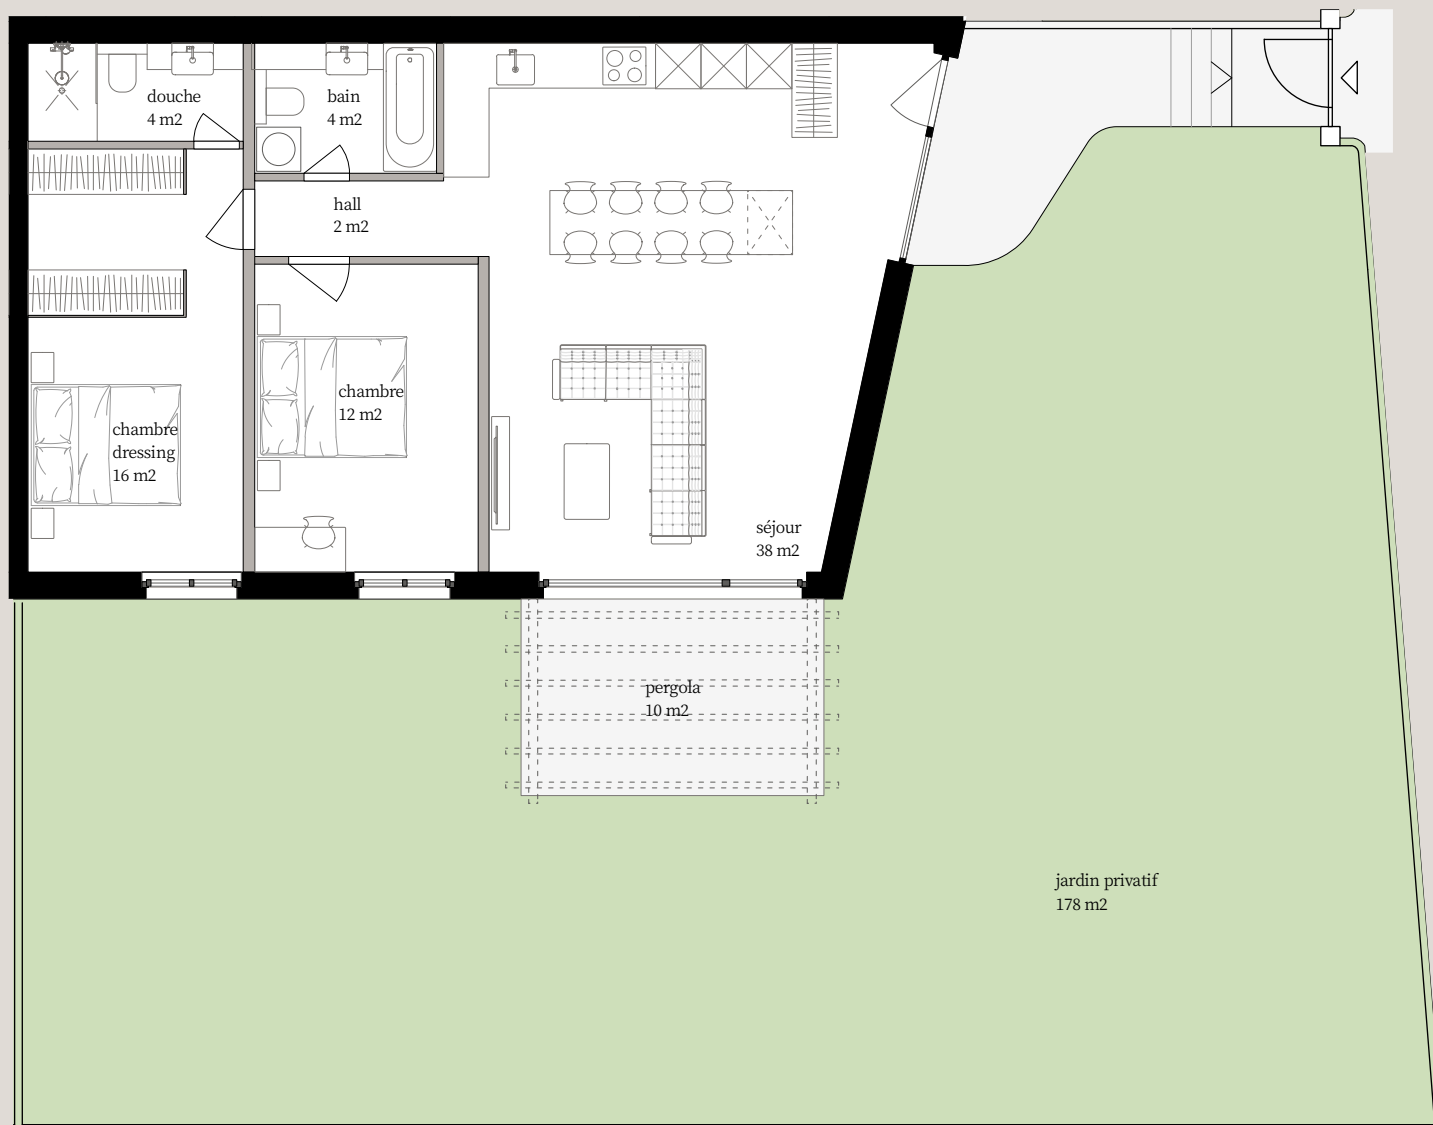 douche
4 m2
bain
4 m2
hall
2 m2
chambre
12 m2
chambre
dressing
16 m2
séjour
38 m2
pergola
10 m2
jardin privatif
178 m2